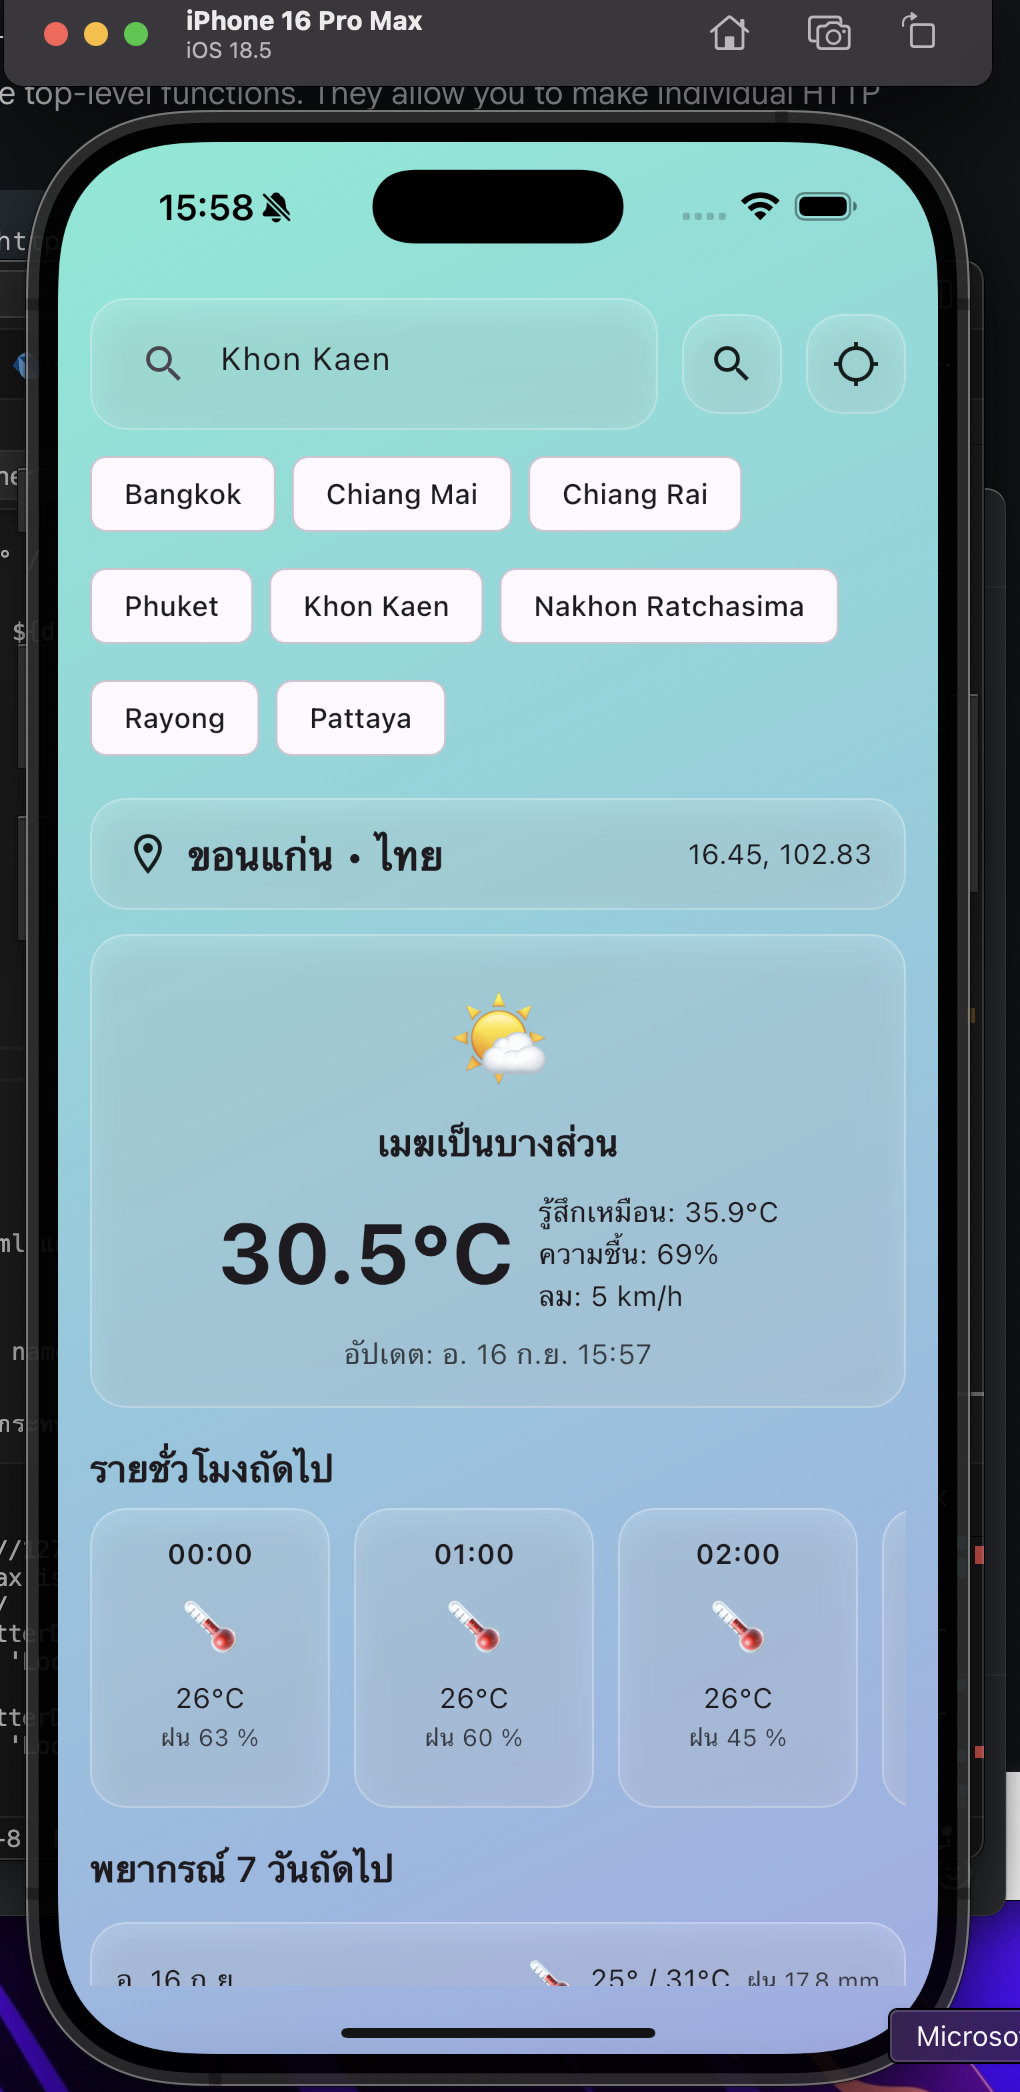 iPhone 16 Pro Max
iOS 18.5
e top-level functions. They allow you to make individual HTTP
15:58
Khon Kaen
Bangkok
Chiang Mai
Chiang Rai
Phuket
Khon Kaen
Nakhon Ratchasima
Rayong
Pattaya
ขอนแก่น • ไทย
16.45, 102.83
เมฆเป็นบางส่วน
30.5°C
รู้สึกเหมือน: 35.9°C
ความชื้น: 69%
ลม: 5 km/h
อัปเดต: อ. 16 ก.ย. 15:57
รายชั่วโมงถัดไป
00:00
26°C
ฝน 63 %
01:00
26°C
ฝน 60 %
02:00
26°C
ฝน 45 %
พยากรณ์ 7 วันถัดไป
อ. 16 ก.ย.
25° / 31°C ฝน 17.8 mm